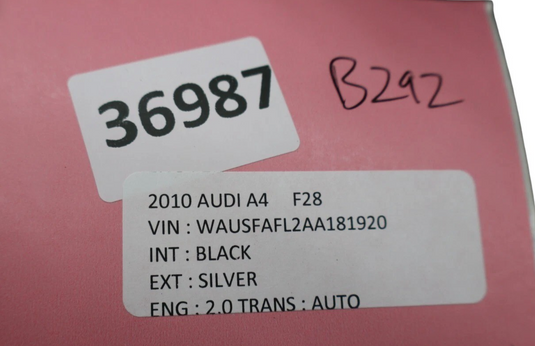 36987
B292
2010 AUDI A4 F28
VIN : WAUSFAFL2AA181920
INT : BLACK
EXT : SILVER
ENG : 2.0 TRANS : AUTO